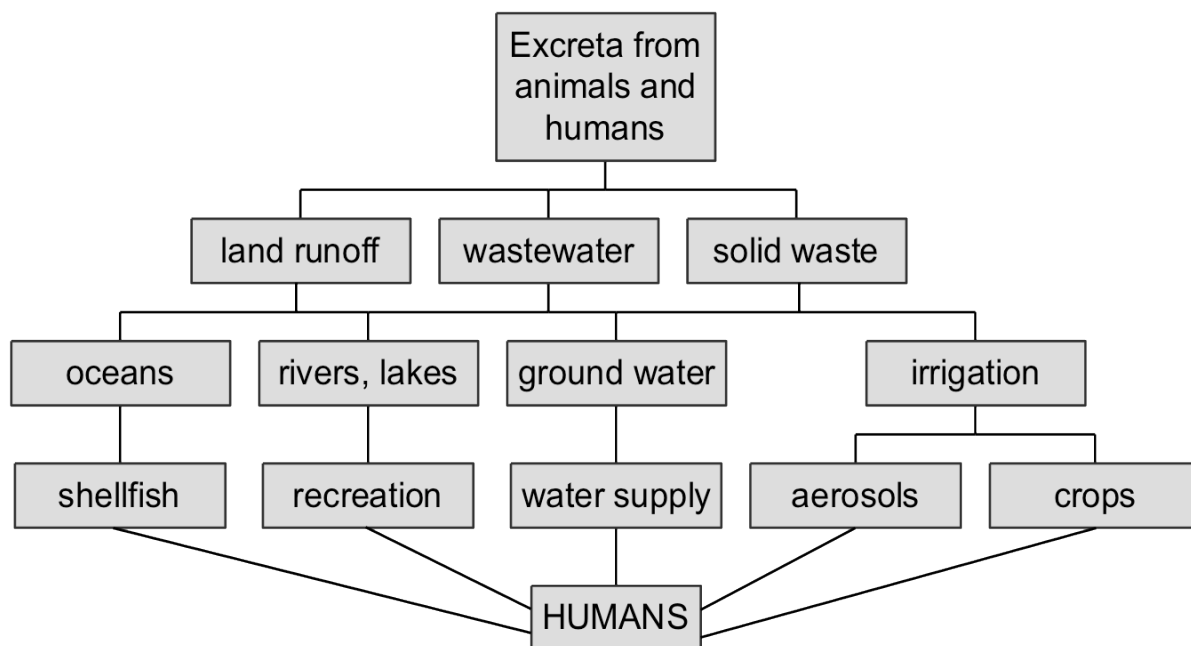 Excreta from
animals and
humans
land runoff
wastewater
solid waste
oceans
rivers, lakes
ground water
irrigation
shellfish
recreation
water supply
aerosols
crops
HUMANS